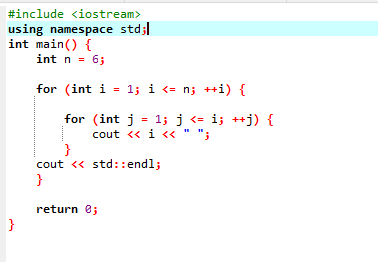 #include <iostream>
using namespace std;
int main() {
    int n = 6;

    for (int i = 1; i <= n; ++i) {

        for (int j = 1; j <= i; ++j) {
            cout << i << " ";
        }
    cout << std::endl;
    }

    return 0;
}